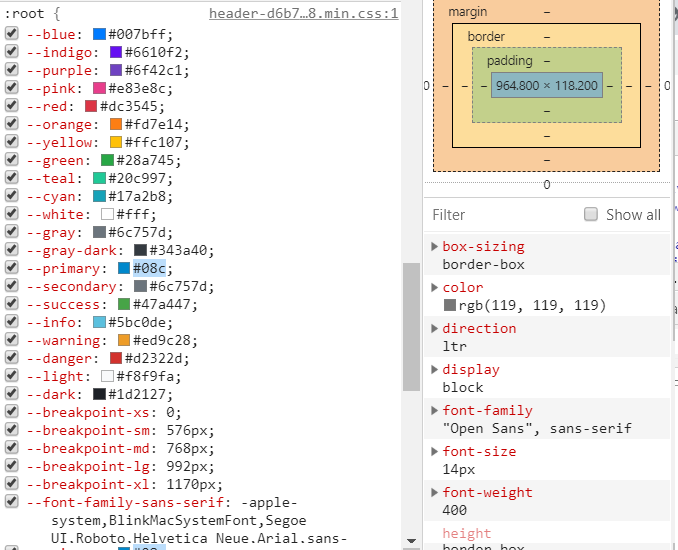 :root { header-d6b7…8.min.css:1
--blue: #007bff;
--indigo: #6610f2;
--purple: #6f42c1;
--pink: #e83e8c;
--red: #dc3545;
--orange: #fd7e14;
--yellow: #ffc107;
--green: #28a745;
--teal: #20c997;
--cyan: #17a2b8;
--white: #fff;
--gray: #6c757d;
--gray-dark: #343a40;
--primary: #08c;
--secondary: #6c757d;
--success: #47a447;
--info: #5bc0de;
--warning: #ed9c28;
--danger: #d2322d;
--light: #f8f9fa;
--dark: #1d2127;
--breakpoint-xs: 0;
--breakpoint-sm: 576px;
--breakpoint-md: 768px;
--breakpoint-lg: 992px;
--breakpoint-xl: 1170px;
--font-family-sans-serif: -apple-
system,BlinkMacSystemFont,Segoe
UI,Roboto,Helvetica Neue,Arial,sans-
margin –
border –
padding –
0 – – – 964.800 × 118.200 – – – 0
–
–
–
0
Filter Show all
box-sizing
border-box
color
rgb(119, 119, 119)
direction
ltr
display
block
font-family
"Open Sans", sans-serif
font-size
14px
font-weight
400
height
border-box